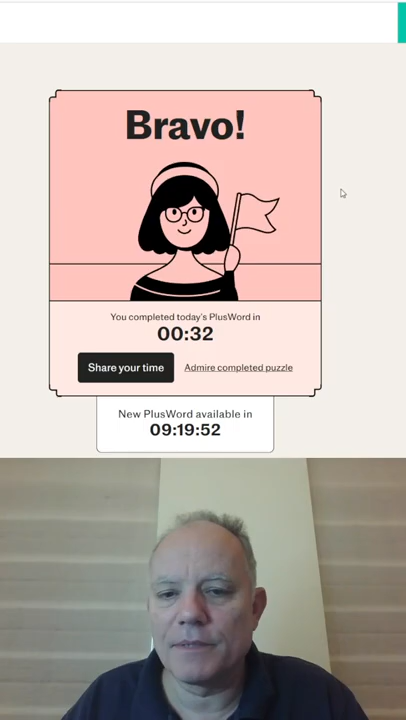 Bravo!
You completed today's PlusWord in
00:32
Share your time
Admire completed puzzle
New PlusWord available in
09:19:52